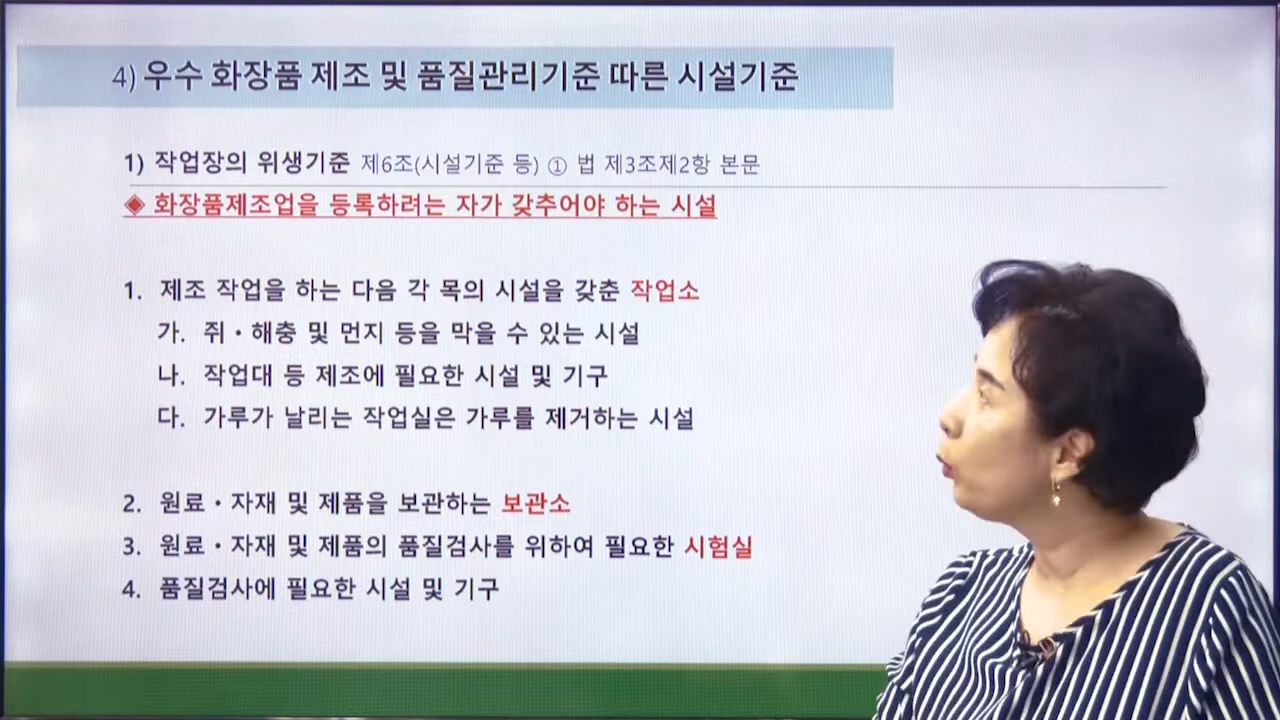 4) 우수 화장품 제조 및 품질관리기준 따른 시설기준
1) 작업장의 위생기준 제6조(시설기준 등) ① 법 제3조제2항 본문
◈ 화장품제조업을 등록하려는 자가 갖추어야 하는 시설
1. 제조 작업을 하는 다음 각 목의 시설을 갖춘 작업소
가. 쥐・해충 및 먼지 등을 막을 수 있는 시설
나. 작업대 등 제조에 필요한 시설 및 기구
다. 가루가 날리는 작업실은 가루를 제거하는 시설
2. 원료・자재 및 제품을 보관하는 보관소
3. 원료・자재 및 제품의 품질검사를 위하여 필요한 시험실
4. 품질검사에 필요한 시설 및 기구